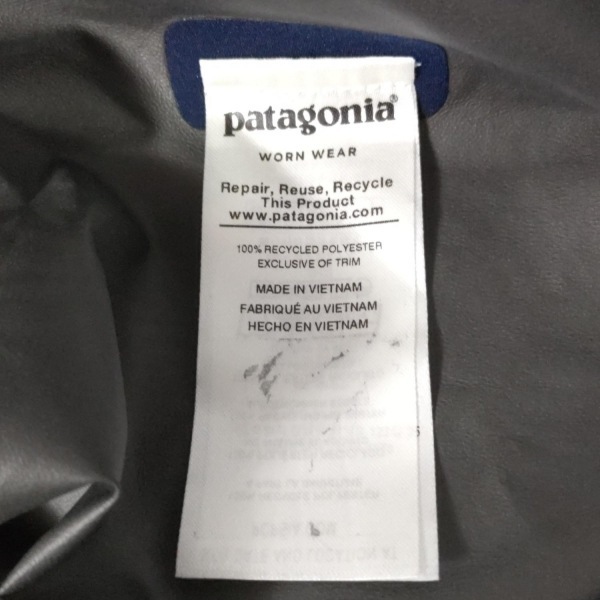 patagonia®
WORN WEAR
Repair, Reuse, Recycle
This Product
www.patagonia.com
100% RECYCLED POLYESTER
EXCLUSIVE OF TRIM
MADE IN VIETNAM
FABRIQUÉ AU VIETNAM
HECHO EN VIETNAM